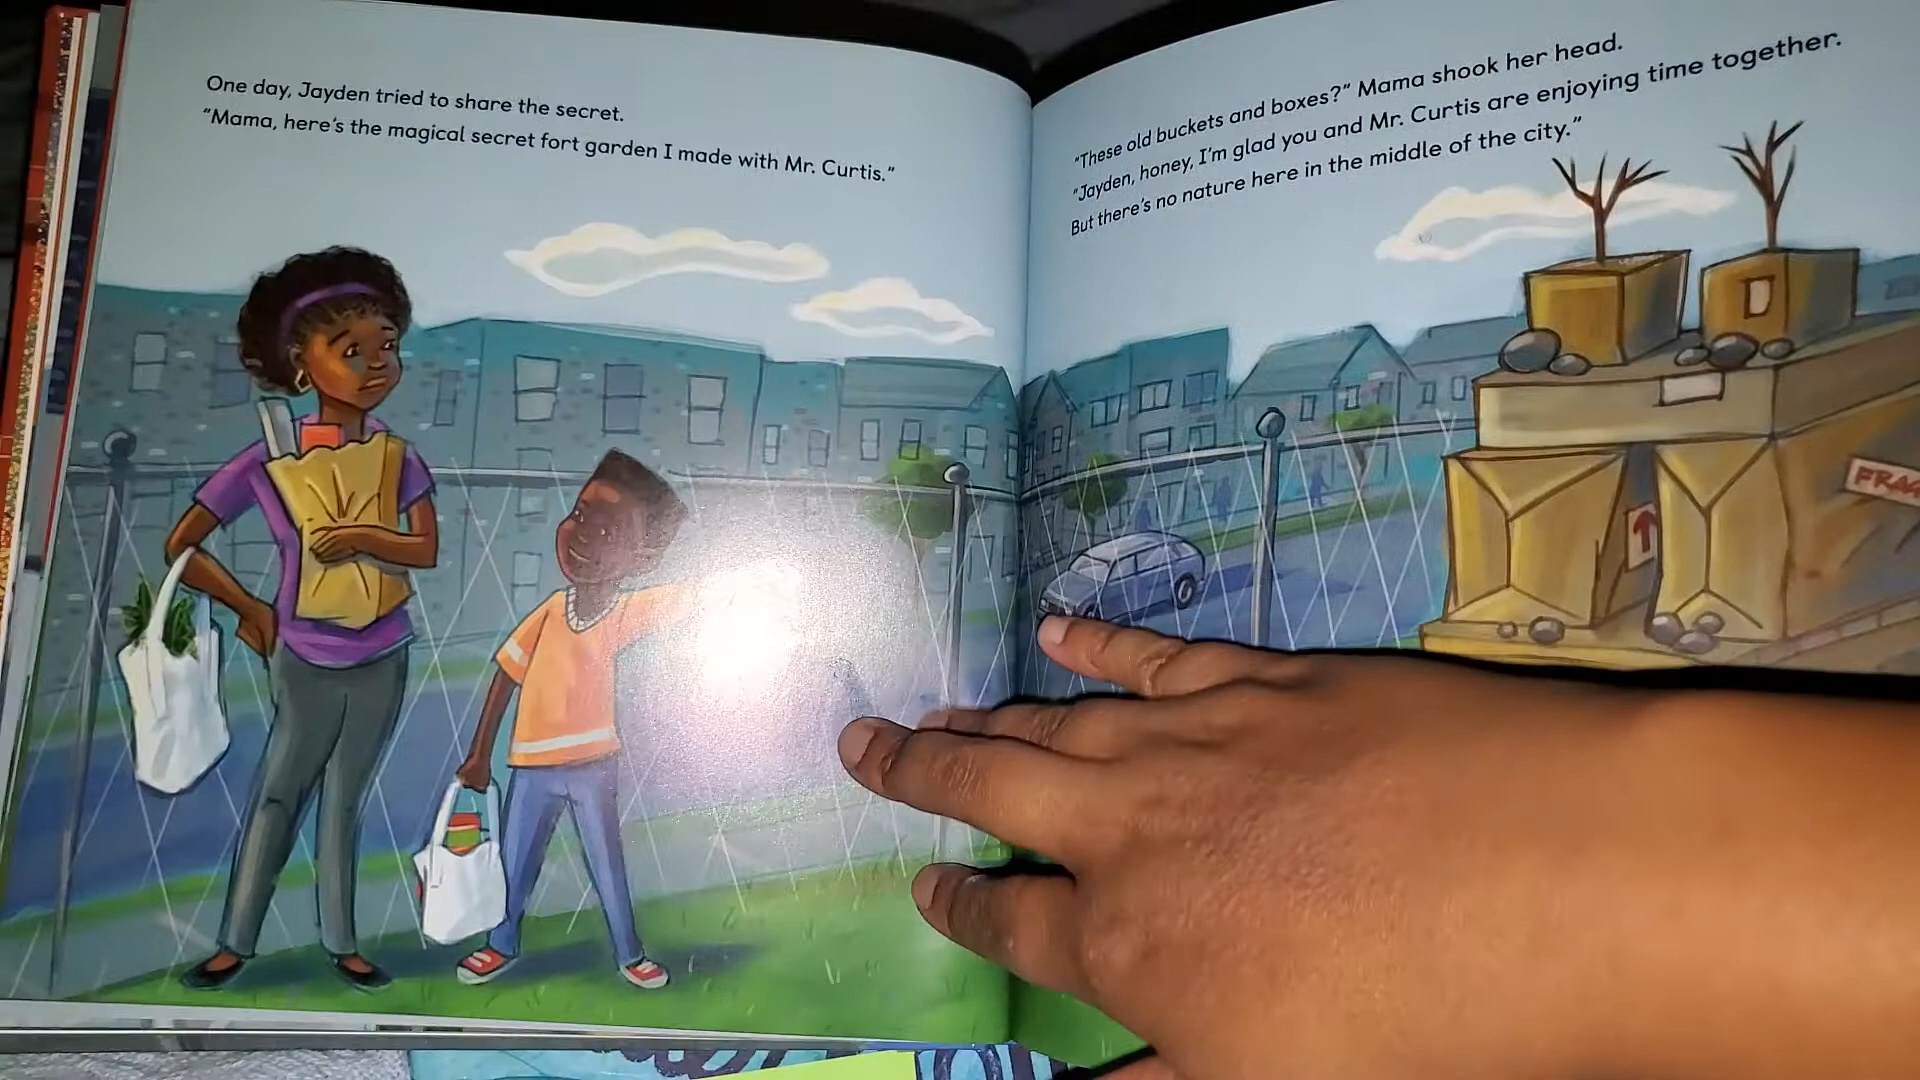 One day, Jayden tried to share the secret.
"Mama, here's the magical secret fort garden I made with Mr. Curtis."
"These old buckets and boxes?" Mama shook her head.
"Jayden, honey, I'm glad you and Mr. Curtis are enjoying time together.
But there's no nature here in the middle of the city."